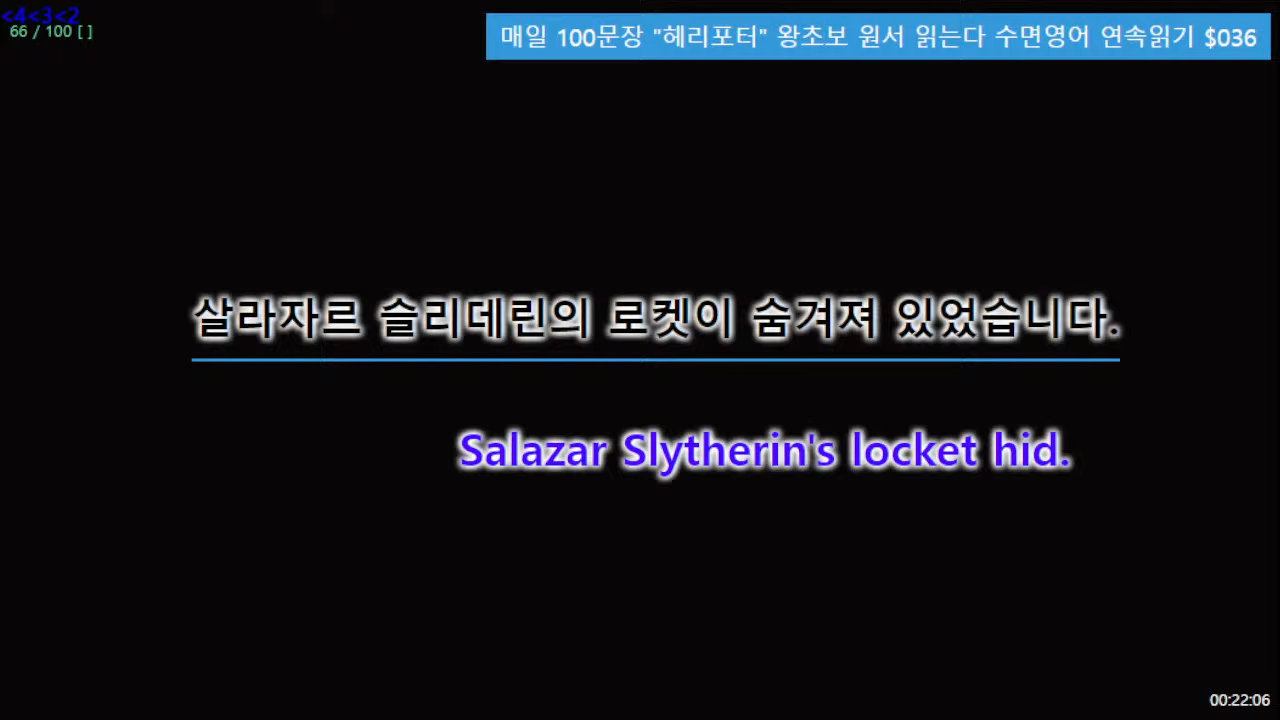 <4<3<2
66 / 100 [ ]
매일 100문장 "헤리포터" 왕초보 원서 읽는다 수면영어 연속읽기 $036
살라자르 슬리데린의 로켓이 숨겨져 있었습니다.
Salazar Slytherin's locket hid.
00:22:06